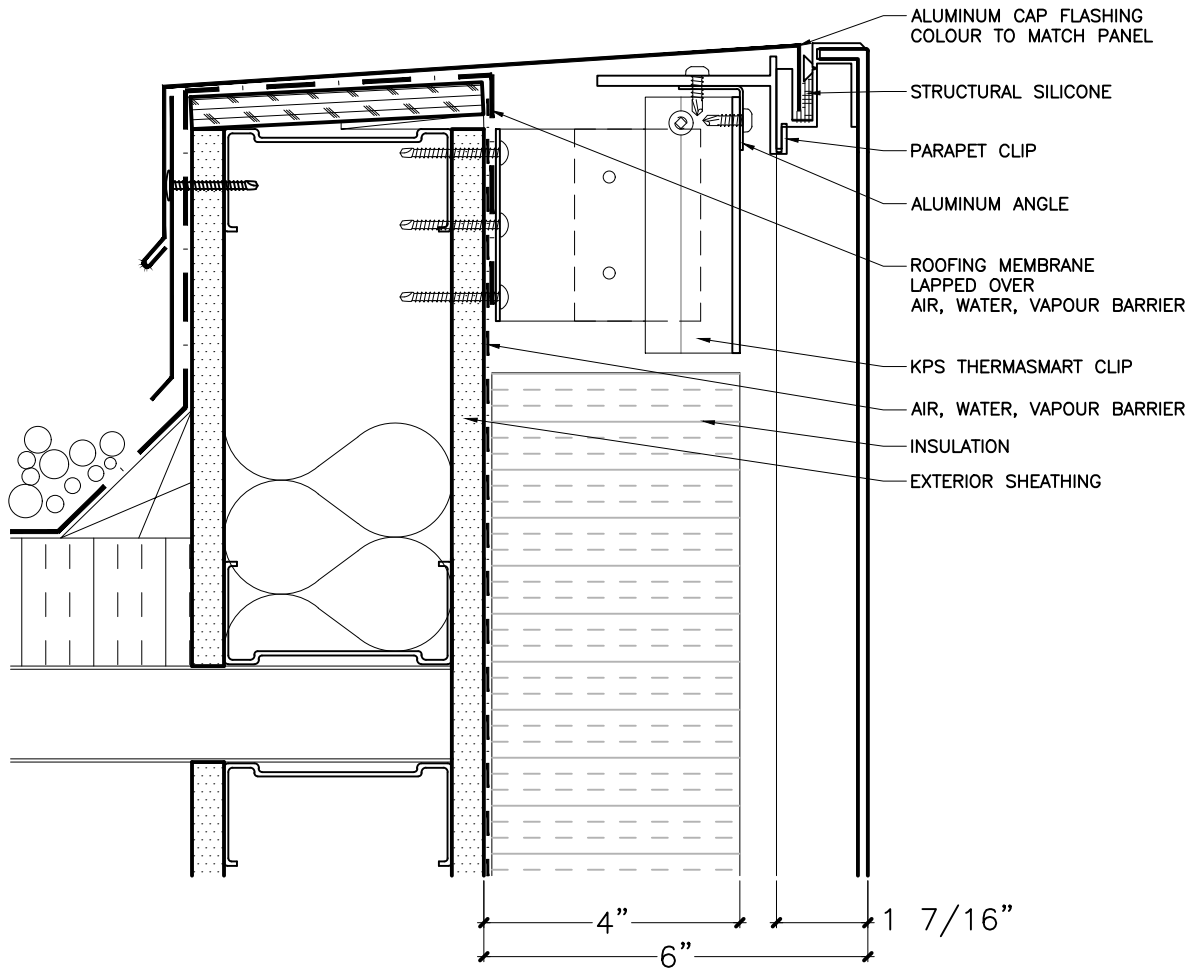 ALUMINUM CAP FLASHING
COLOUR TO MATCH PANEL
STRUCTURAL SILICONE
PARAPET CLIP
ALUMINUM ANGLE
ROOFING MEMBRANE
LAPPED OVER
AIR, WATER, VAPOUR BARRIER
KPS THERMASMART CLIP
AIR, WATER, VAPOUR BARRIER
INSULATION
EXTERIOR SHEATHING
4”
1 7/16”
6”